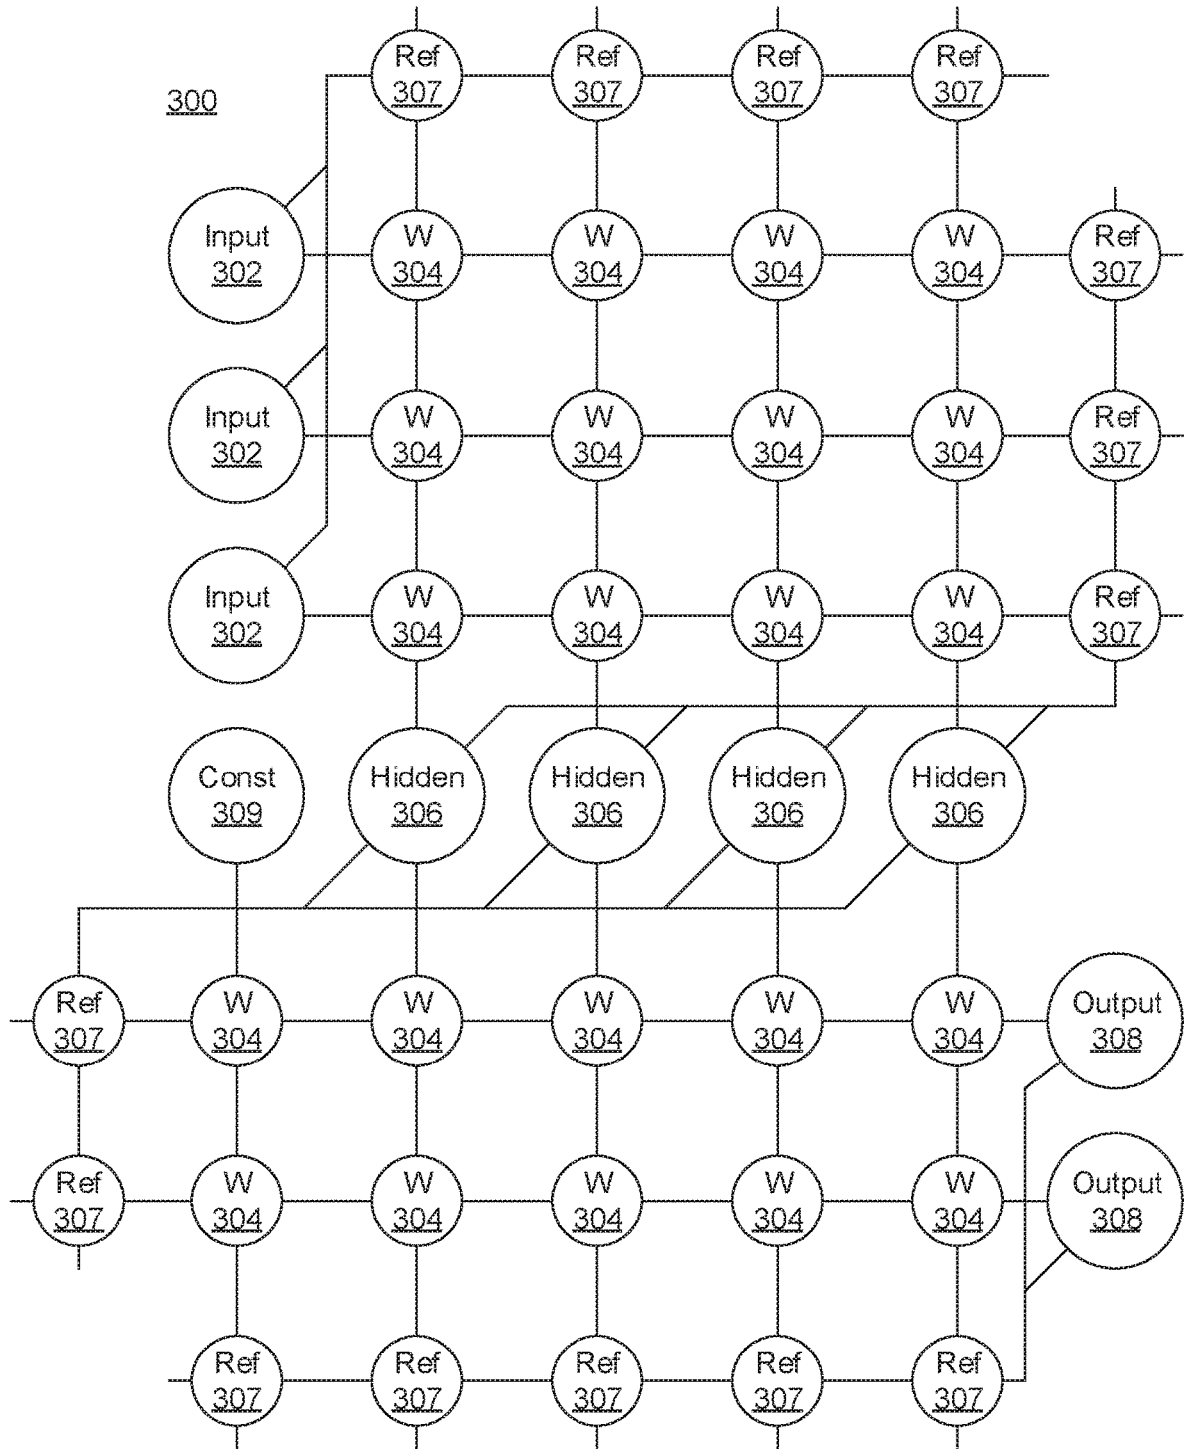 Ref Ref Ref Ref
307 307 307 307
300
Input W W W W Ref
302 304 304 304 304 307
Input W W W W Ref
302 304 304 304 304 307
Input W W W W Ref
302 304 304 304 304 307
Const Hidden Hidden Hidden Hidden
309 306 306 306 306
Ref W W W W W Output
307 304 304 304 304 304 308
Ref W W W W W Output
307 304 304 304 304 304 308
Ref Ref Ref Ref Ref
307 307 307 307 307